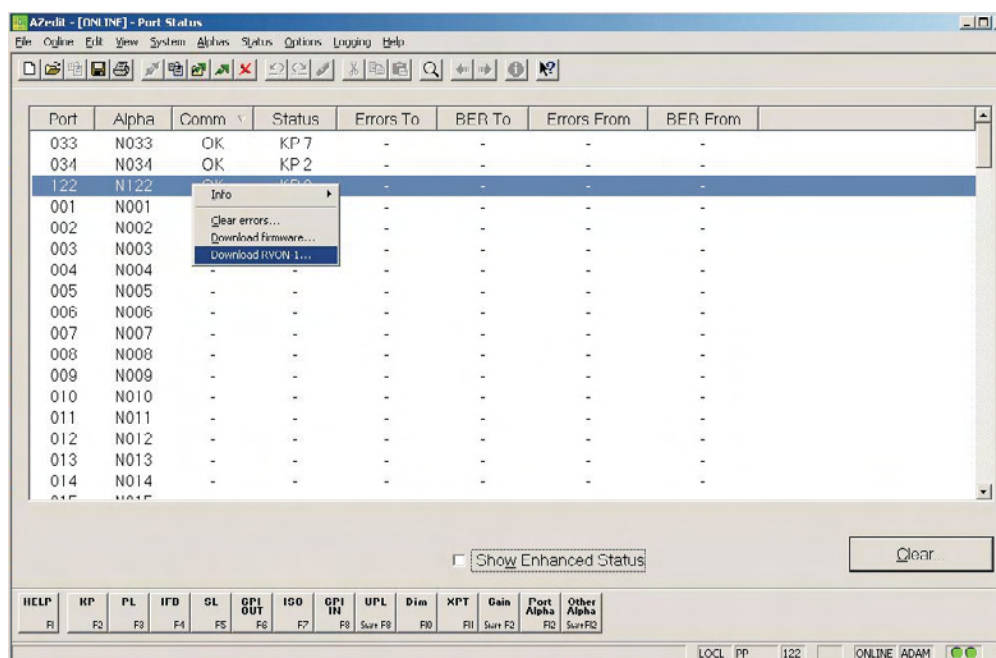 AZedit - [ONLINE] - Port Status
File Online Edit View System Alphas Status Options Logging Help
Port Alpha Comm Status Errors To BER To Errors From BER From
033 N033 OK KP 7 - - - -
034 N034 OK KP 2 - - - -
122 N122 - - - -
001 N001 - - - -
002 N002 - - - -
003 N003 - - - -
004 N004 - - - - - -
005 N005 - - - - - -
006 N006 - - - - - -
007 N007 - - - - - -
008 N008 - - - - - -
009 N009 - - - - - -
010 N010 - - - - - -
011 N011 - - - - - -
012 N012 - - - - - -
013 N013 - - - - - -
014 N014 - - - - - -
Info
Clear errors...
Download firmware...
Download RVON-1...
Show Enhanced Status
Clear...
HELP KP PL IFD SL GPI OUT ISO GPI IN UPL Dim XPT Gain Port Alpha Other Alpha
F1 F2 F3 F4 F5 F6 F7 F8 F8 F10 F11 F2 F12 F12
LOCL PP 122 ONLINE ADAM